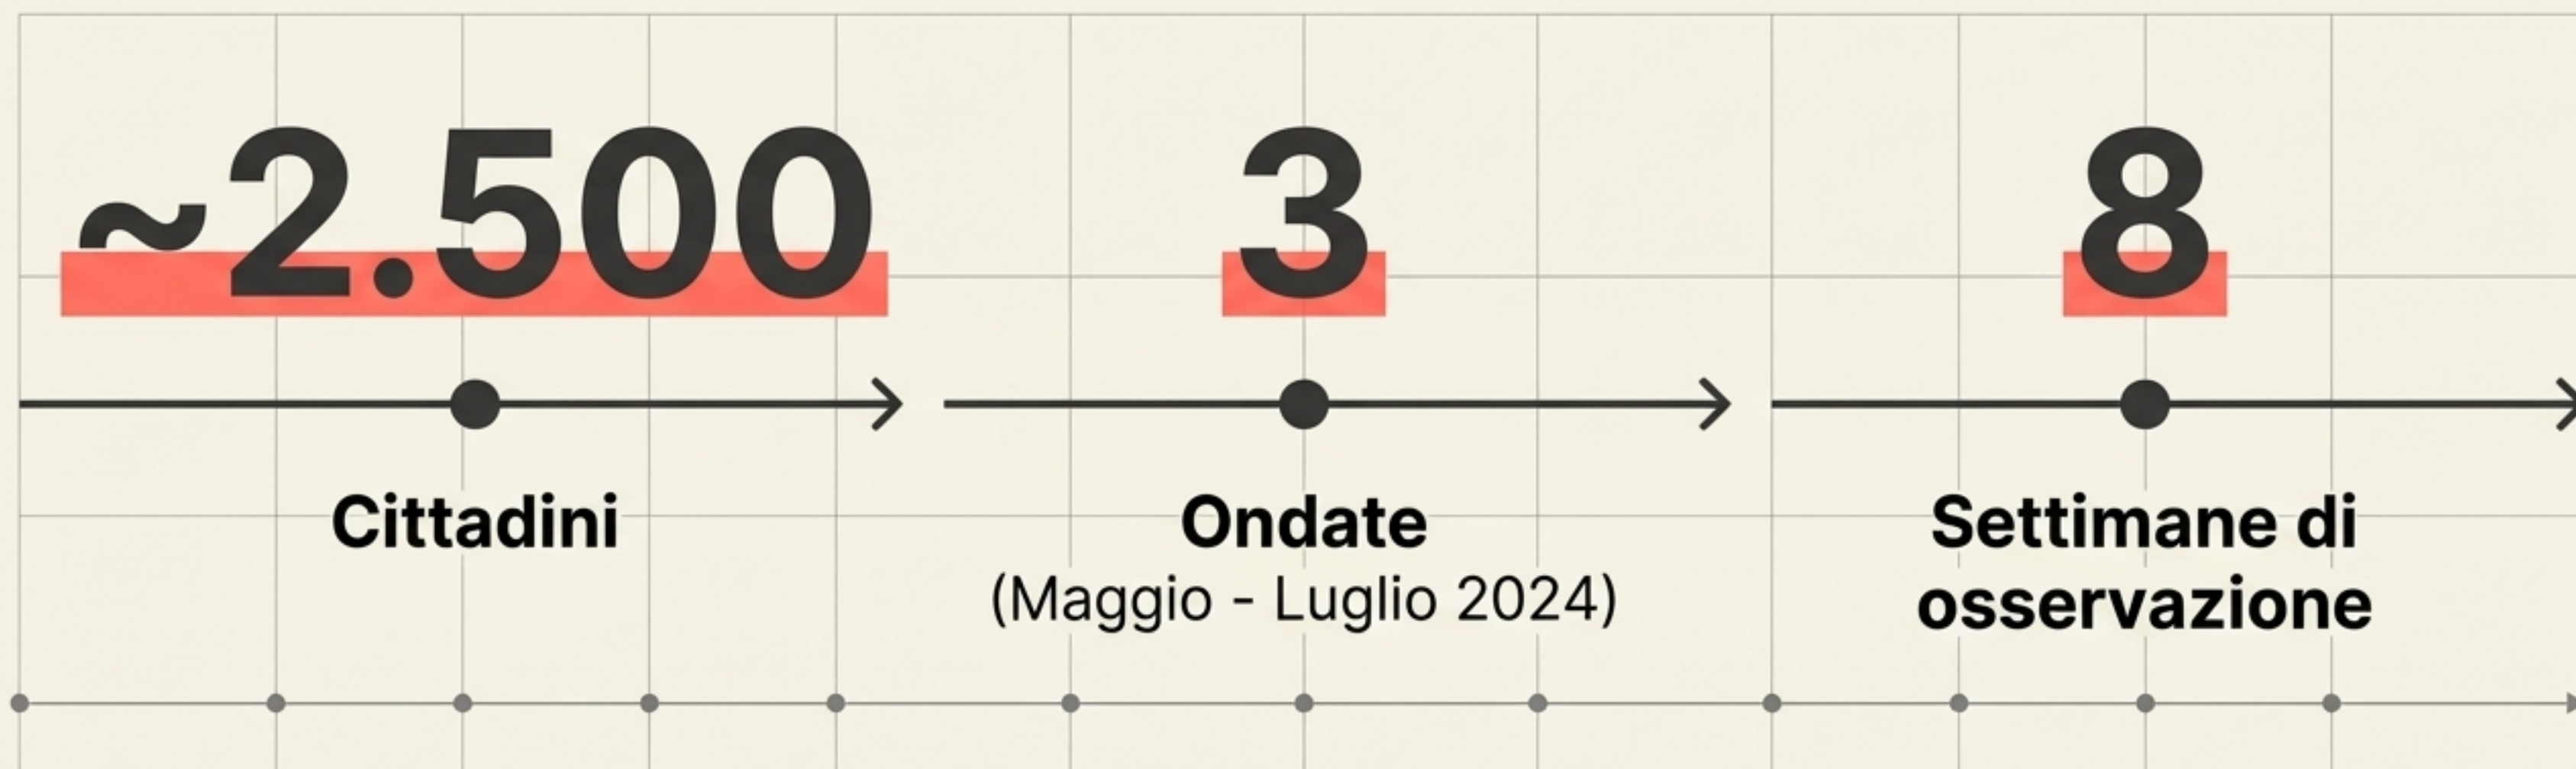 ~2.500
3
8
Cittadini
Ondate
(Maggio - Luglio 2024)
Settimane di
osservazione